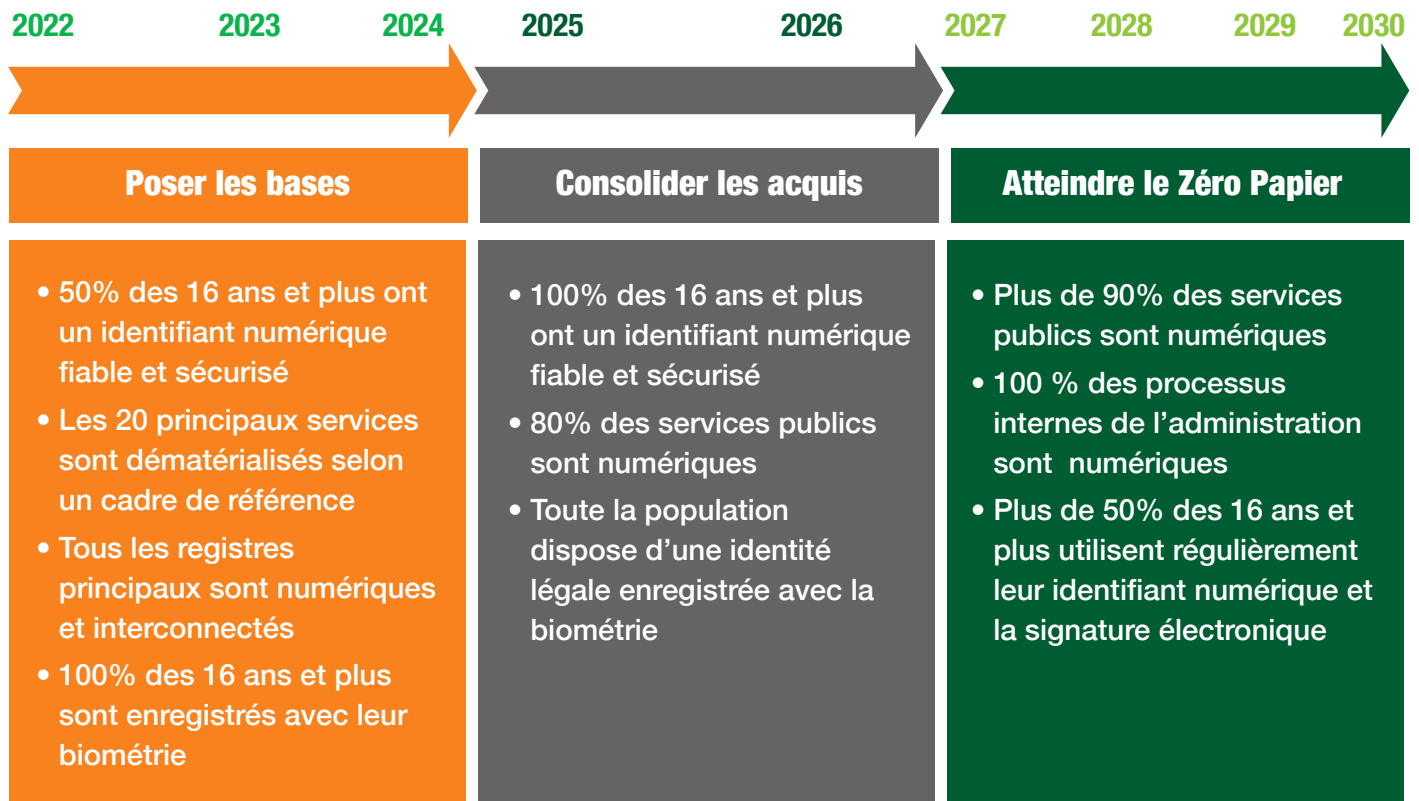 2022 2023 2024 2025 2026 2027 2028 2029 2030
Poser les bases
• 50% des 16 ans et plus ont
un identifiant numérique
fiable et sécurisé
• Les 20 principaux services
sont dématérialisés selon
un cadre de référence
• Tous les registres
principaux sont numériques
et interconnectés
• 100% des 16 ans et plus
sont enregistrés avec leur
biométrie
Consolider les acquis
• 100% des 16 ans et plus
ont un identifiant numérique
fiable et sécurisé
• 80% des services publics
sont numériques
• Toute la population
dispose d’une identité
légale enregistrée avec la
biométrie
Atteindre le Zéro Papier
• Plus de 90% des services
publics sont numériques
• 100 % des processus
internes de l’administration
sont numériques
• Plus de 50% des 16 ans et
plus utilisent régulièrement
leur identifiant numérique et
la signature électronique